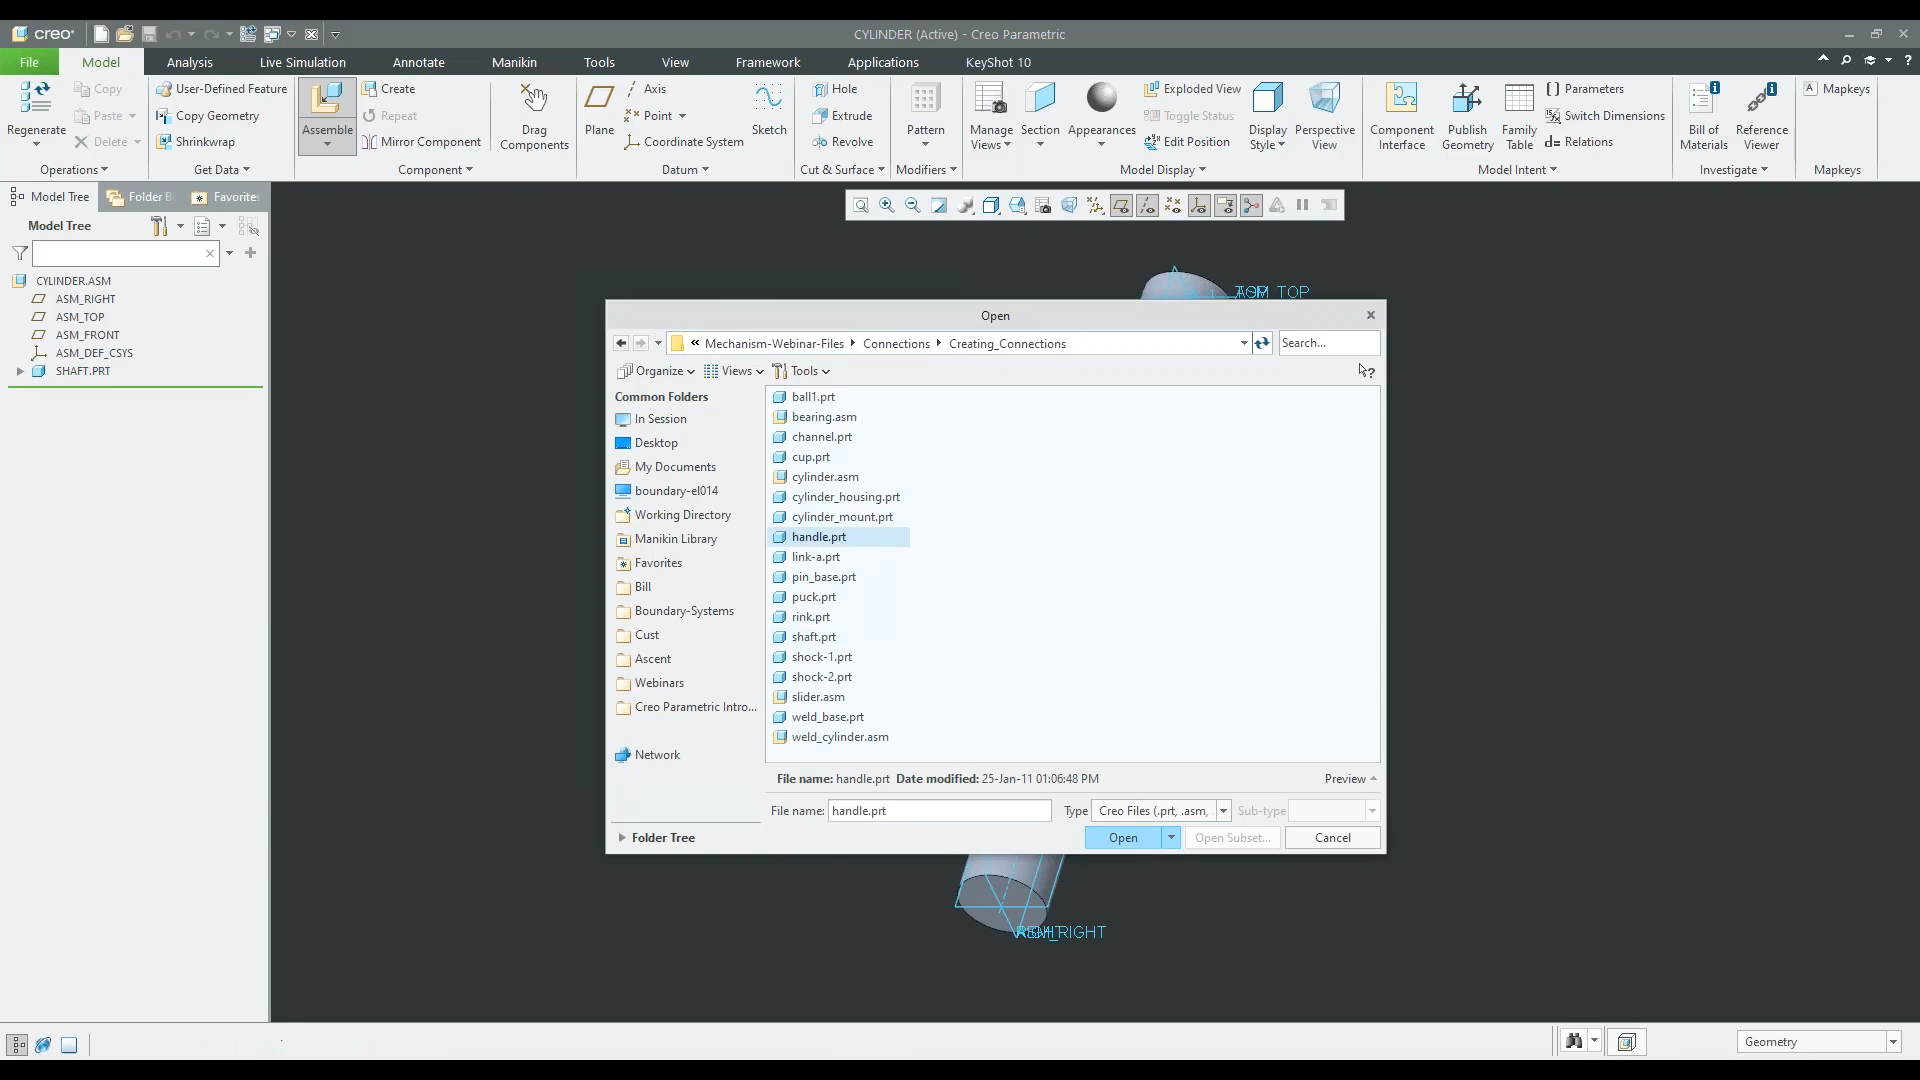 creo
CYLINDER (Active) - Creo Parametric
File
Model
Analysis
Live Simulation
Annotate
Manikin
Tools
View
Framework
Applications
KeyShot 10
Regenerate
Copy
Paste
Delete
Operations
User-Defined Feature
Copy Geometry
Shrinkwrap
Get Data
Assemble
Create
Repeat
Mirror Component
Component
Drag Components
Plane
Axis
Point
Coordinate System
Sketch
Datum
Hole
Extrude
Revolve
Cut & Surface
Pattern
Modifiers
Manage Views
Section
Appearances
Exploded View
Toggle Status
Edit Position
Display Style
Perspective View
Model Display
Component Interface
Publish Geometry
Family Table
Parameters
Switch Dimensions
Relations
Model Intent
Bill of Materials
Reference Viewer
Investigate
Mapkeys
Mapkeys
Model Tree
Folder B
Favorites
Model Tree
CYLINDER.ASM
ASM_RIGHT
ASM_TOP
ASM_FRONT
ASM_DEF_CSYS
SHAFT.PRT
Open
« Mechanism-Webinar-Files
Connections
Creating_Connections
Search...
Organize
Views
Tools
Common Folders
In Session
Desktop
My Documents
boundary-el014
Working Directory
Manikin Library
Favorites
Bill
Boundary-Systems
Cust
Ascent
Webinars
Creo Parametric Intro...
Network
Folder Tree
ball1.prt
bearing.asm
channel.prt
cup.prt
cylinder.asm
cylinder_housing.prt
cylinder_mount.prt
handle.prt
link-a.prt
pin_base.prt
puck.prt
rink.prt
shaft.prt
shock-1.prt
shock-2.prt
slider.asm
weld_base.prt
weld_cylinder.asm
File name: handle.prt Date modified: 25-Jan-11 01:06:48 PM
Preview
File name: handle.prt
Type Creo Files (.prt, .asm,
Sub-type
Open
Open Subset...
Cancel
Geometry